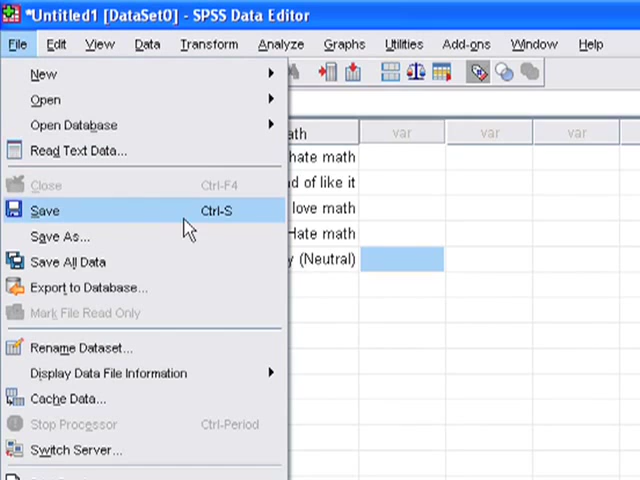 *Untitled1 [DataSet0] - SPSS Data Editor
File Edit View Data Transform Analyze Graphs Utilities Add-ons Window Help
New
Open
Open Database
Read Text Data...
Close Ctrl-F4
Save Ctrl-S
Save As...
Save All Data
Export to Database...
Mark File Read Only
Rename Dataset...
Display Data File Information
Cache Data...
Stop Processor Ctrl-Period
Switch Server...
ath var var var
hate math
d of like it
love math
Hate math
y (Neutral)